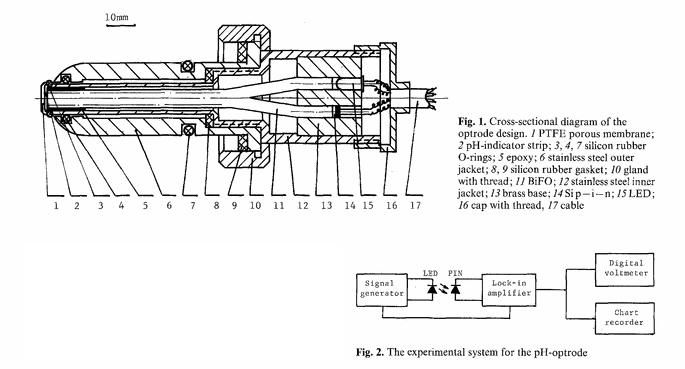 10mm
1 2 3 4 5 6 7 8 9 10 11 12 13 14 15 16 17
Fig. 1. Cross-sectional diagram of the
optrode design. 1 PTFE porous membrane;
2 pH-indicator strip; 3, 4, 7 silicon rubber
O-rings; 5 epoxy; 6 stainless steel outer
jacket; 8, 9 silicon rubber gasket; 10 gland
with thread; 11 BiFO; 12 stainless steel inner
jacket; 13 brass base; 14 Si p–i–n; 15 LED;
16 cap with thread, 17 cable
Signal
generator
LED PIN
Lock-in
amplifier
Digital
voltmeter
Chart
recorder
Fig. 2. The experimental system for the pH-optrode